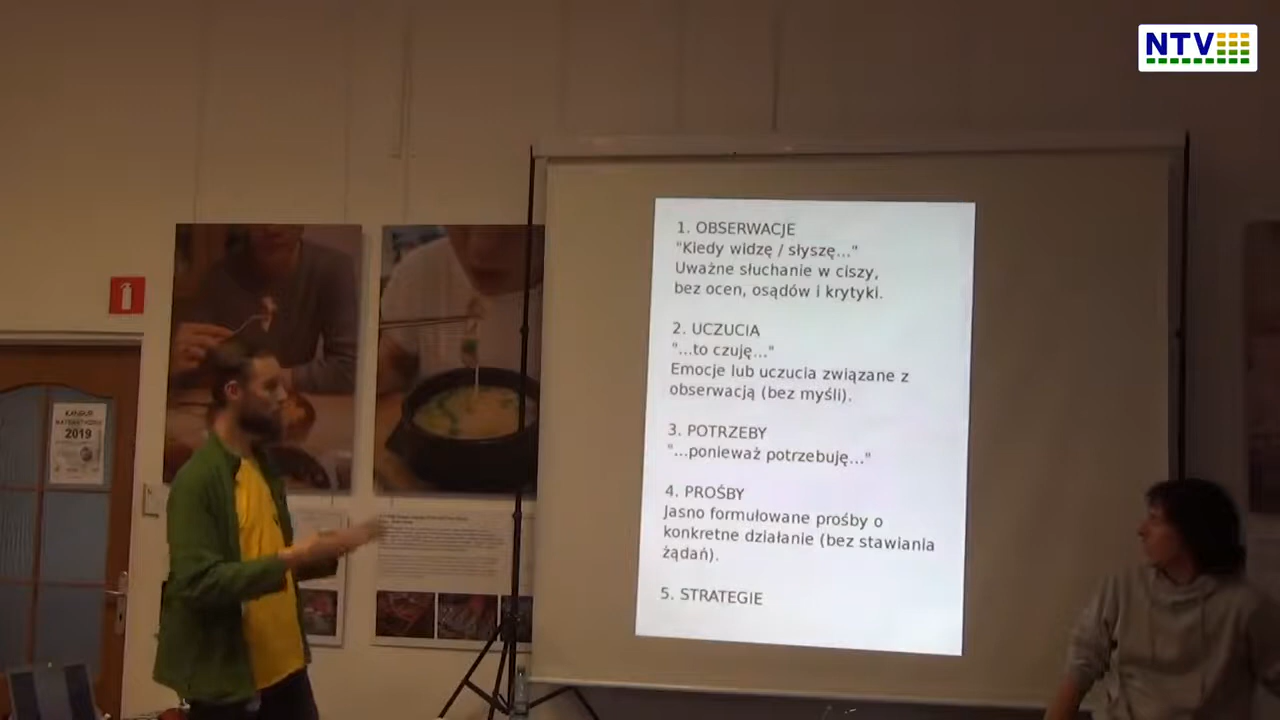 NTV
1. OBSERWACJE
"Kiedy widzę / słyszę..."
Uważne słuchanie w ciszy,
bez ocen, osądów i krytyki.
2. UCZUCIA
"...to czuję..."
Emocje lub uczucia związane z
obserwacją (bez myśli).
3. POTRZEBY
"...ponieważ potrzebuję..."
4. PROŚBY
Jasno formułowane prośby o
konkretne działanie (bez stawiania
żądań).
5. STRATEGIE
2019